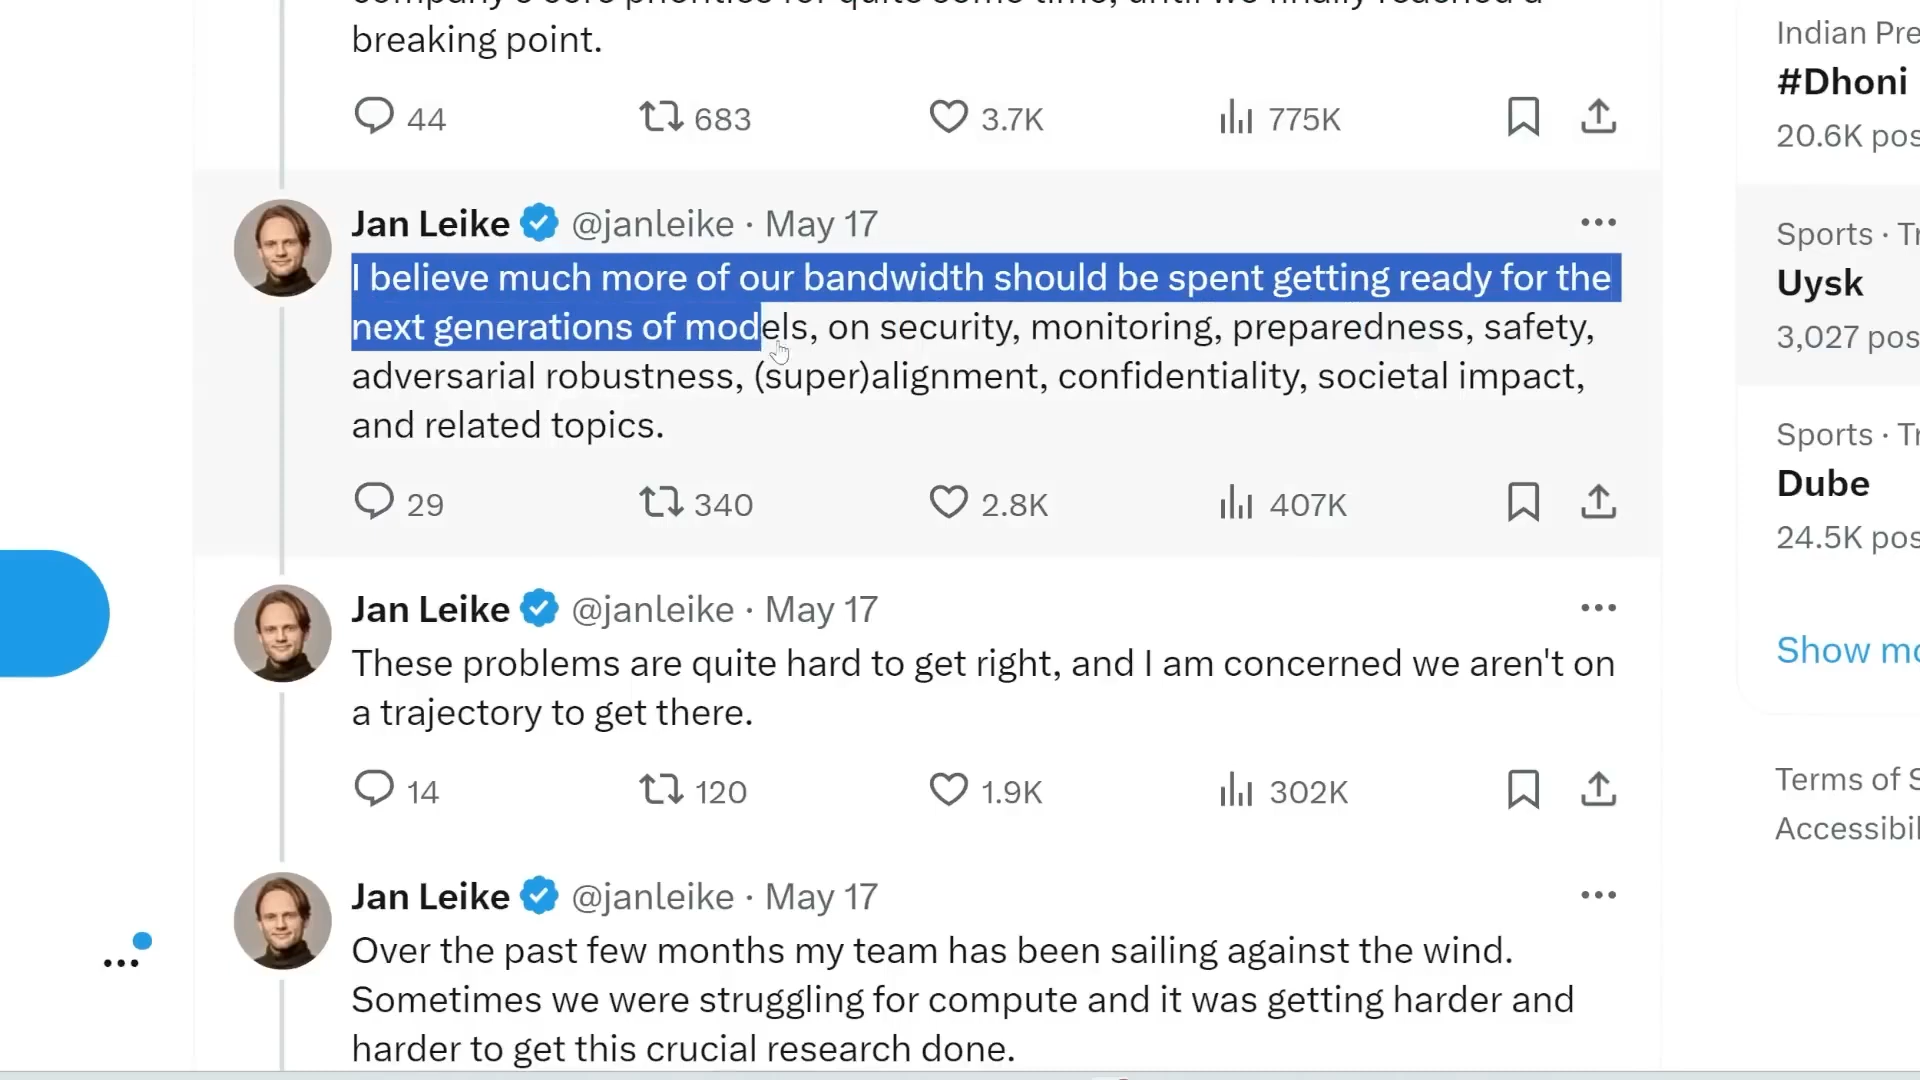 breaking point.
44 683 3.7K 775K
Jan Leike @janleike · May 17
I believe much more of our bandwidth should be spent getting ready for the
next generations of models, on security, monitoring, preparedness, safety,
adversarial robustness, (super)alignment, confidentiality, societal impact,
and related topics.
29 340 2.8K 407K
Jan Leike @janleike · May 17
These problems are quite hard to get right, and I am concerned we aren't on
a trajectory to get there.
14 120 1.9K 302K
Jan Leike @janleike · May 17
Over the past few months my team has been sailing against the wind.
Sometimes we were struggling for compute and it was getting harder and
harder to get this crucial research done.
Indian Pre
#Dhoni
20.6K pos
Sports · Tr
Uysk
3,027 pos
Sports · Tr
Dube
24.5K pos
Show mo
Terms of S
Accessibil